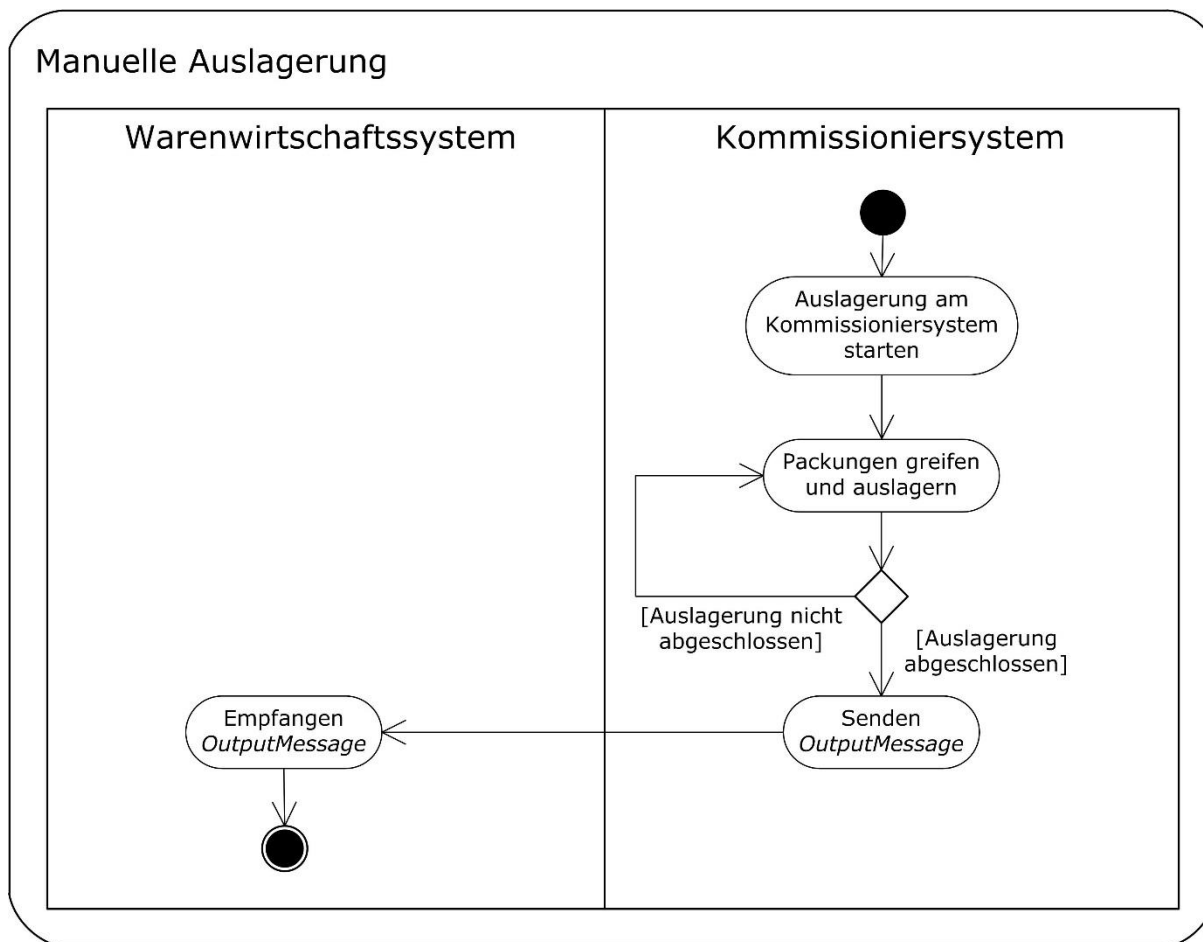 Manuelle Auslagerung
Warenwirtschaftssystem
Kommissioniersystem
Auslagerung am
Kommissioniersystem
starten
Packungen greifen
und auslagern
[Auslagerung nicht
abgeschlossen]
[Auslagerung
abgeschlossen]
Empfangen
OutputMessage
Senden
OutputMessage